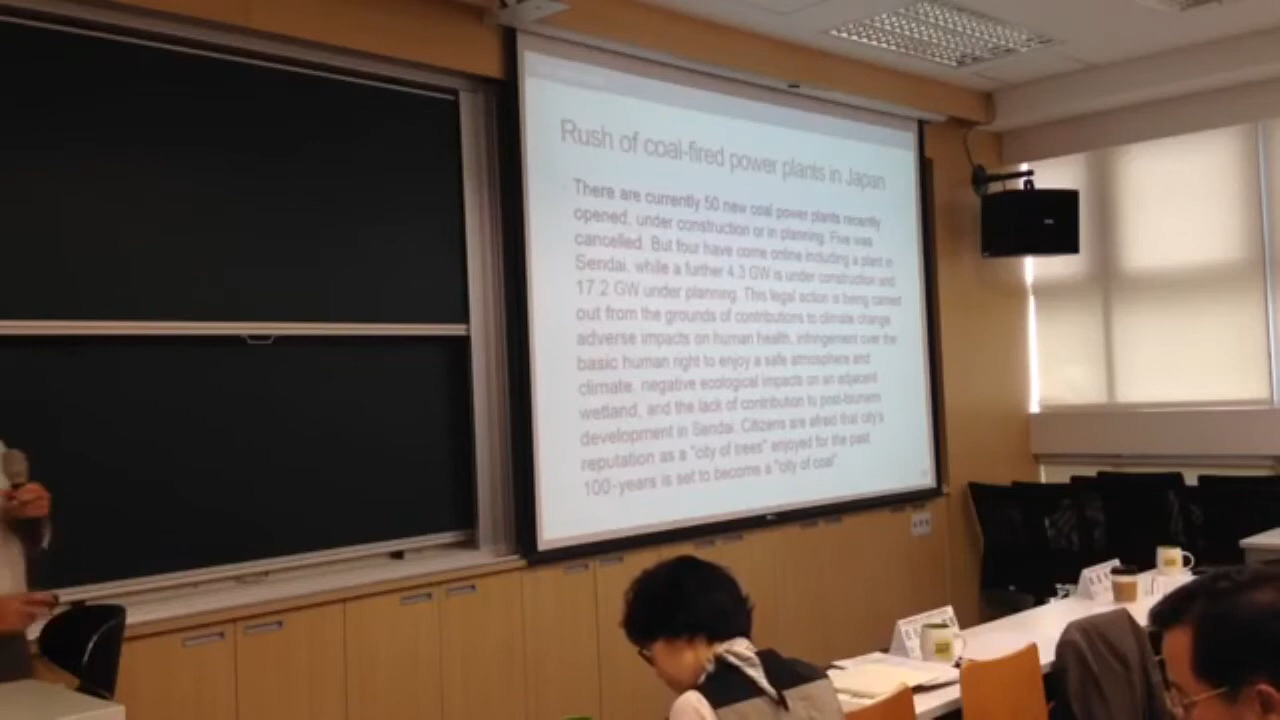 Rush of coal-fired power plants in Japan
There are currently 50 new coal power plants recently
opened, under construction or in planning. Five was
cancelled. But four have come online including a plant in
Sendai, while a further 4.3 GW is under construction and
17.2 GW under planning. This legal action is being carried
out from the grounds of contributions to climate change,
adverse impacts on human health, infringement over the
basic human right to enjoy a safe atmosphere and
climate, negative ecological impacts on an adjacent
wetland, and the lack of contribution to post-tsunami
development in Sendai. Citizens are afraid that city's
reputation as a "city of trees" enjoyed for the past
100-years is set to become a "city of coal"